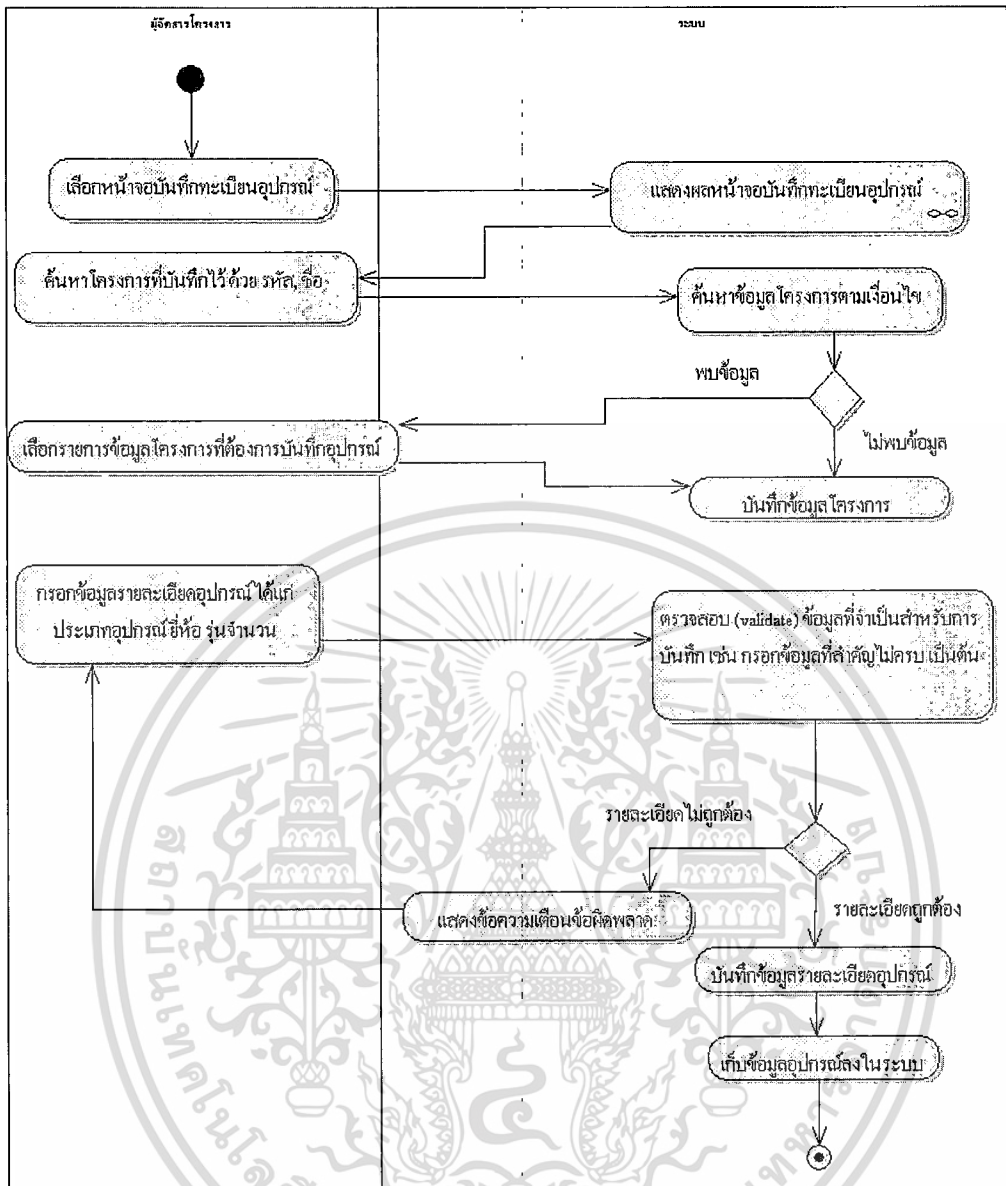 ผู้จัดสารโครงการ
ระบบ
เลือกหน้าจอบันทึกทะเบียนอุปกรณ์
แสดงผลหน้าจอบันทึกทะเบียนอุปกรณ์
ค้นหาโครงการที่บันทึกไว้ ด้วย รหัส, ชื่อ
ค้นหาข้อมูลโครงการตามเงื่อนไข
พบข้อมูล
ไม่พบข้อมูล
เลือกรายการข้อมูลโครงการที่ต้องการบันทึกอุปกรณ์
บันทึกข้อมูลโครงการ
กรอกข้อมูลรายละเอียดอุปกรณ์ ได้แก่
ประเภทอุปกรณ์ ยี่ห้อ รุ่นจำนวน
ตรวจสอบ (validate) ข้อมูลที่จำเป็นสำหรับการ
บันทึก เช่น กรอกข้อมูลที่สำคัญไม่ครบ เป็นต้น
รายละเอียดไม่ถูกต้อง
รายละเอียดถูกต้อง
แสดงข้อความเตือนข้อผิดพลาด
บันทึกข้อมูลรายละเอียดอุปกรณ์
เก็บข้อมูลอุปกรณ์ลงในระบบ